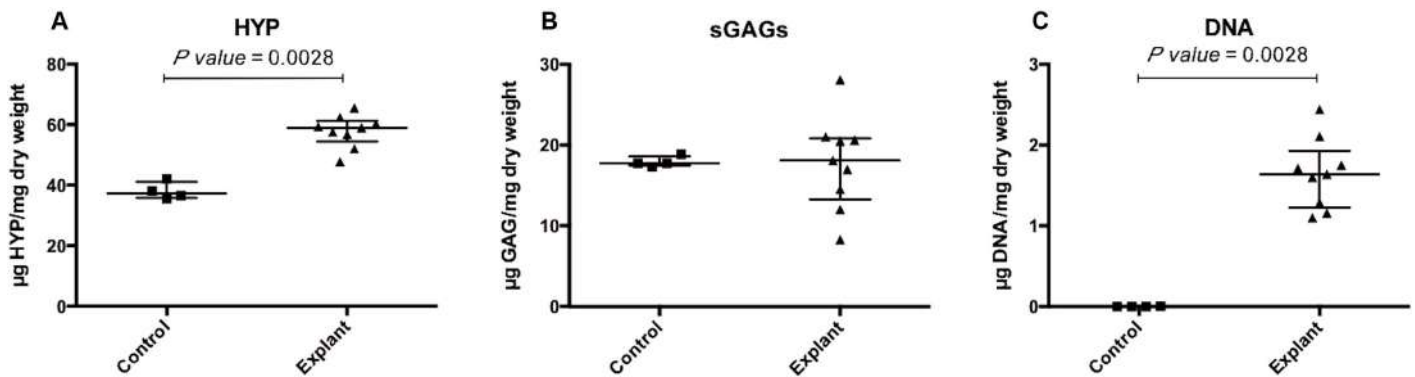 A
HYP
P value = 0.0028
µg HYP/mg dry weight
80
60
40
20
0
Control
Explant
B
sGAGs
µg GAG/mg dry weight
30
20
10
0
Control
Explant
C
DNA
P value = 0.0028
µg DNA/mg dry weight
3
2
1
0
Control
Explant